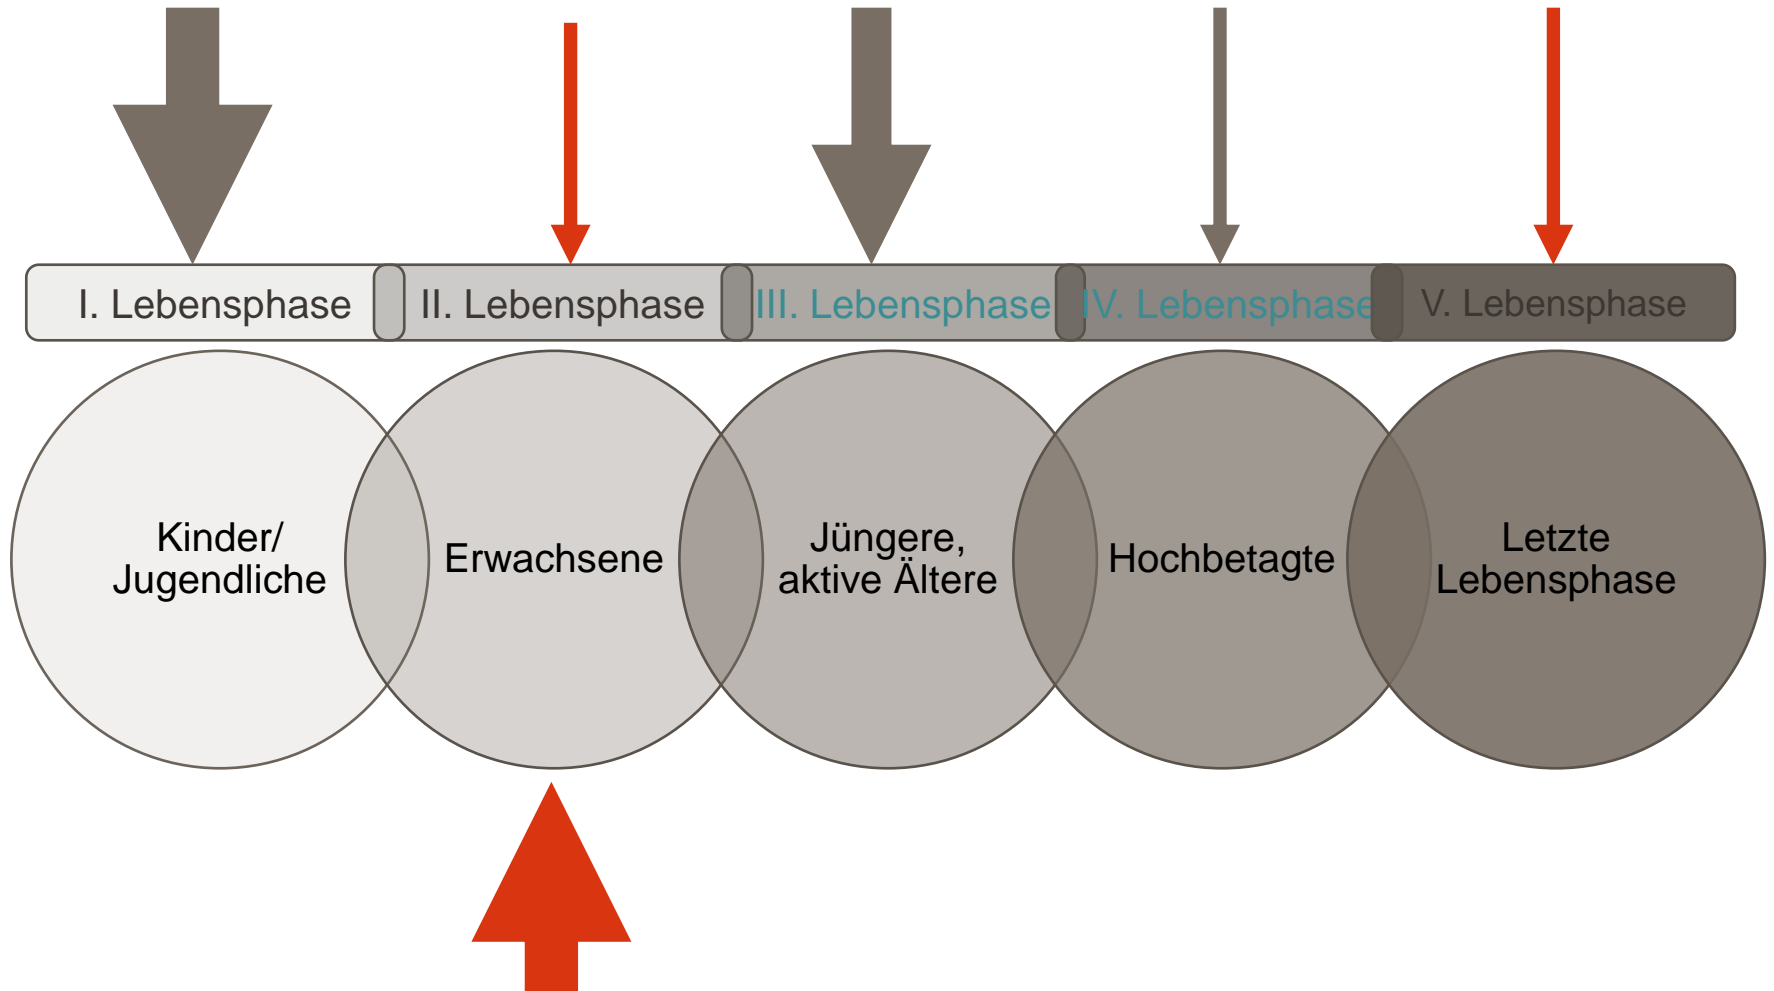 I. Lebensphase
II. Lebensphase
III. Lebensphase
IV. Lebensphase
V. Lebensphase
Kinder/
Jugendliche
Erwachsene
Jüngere,
aktive Ältere
Hochbetagte
Letzte
Lebensphase